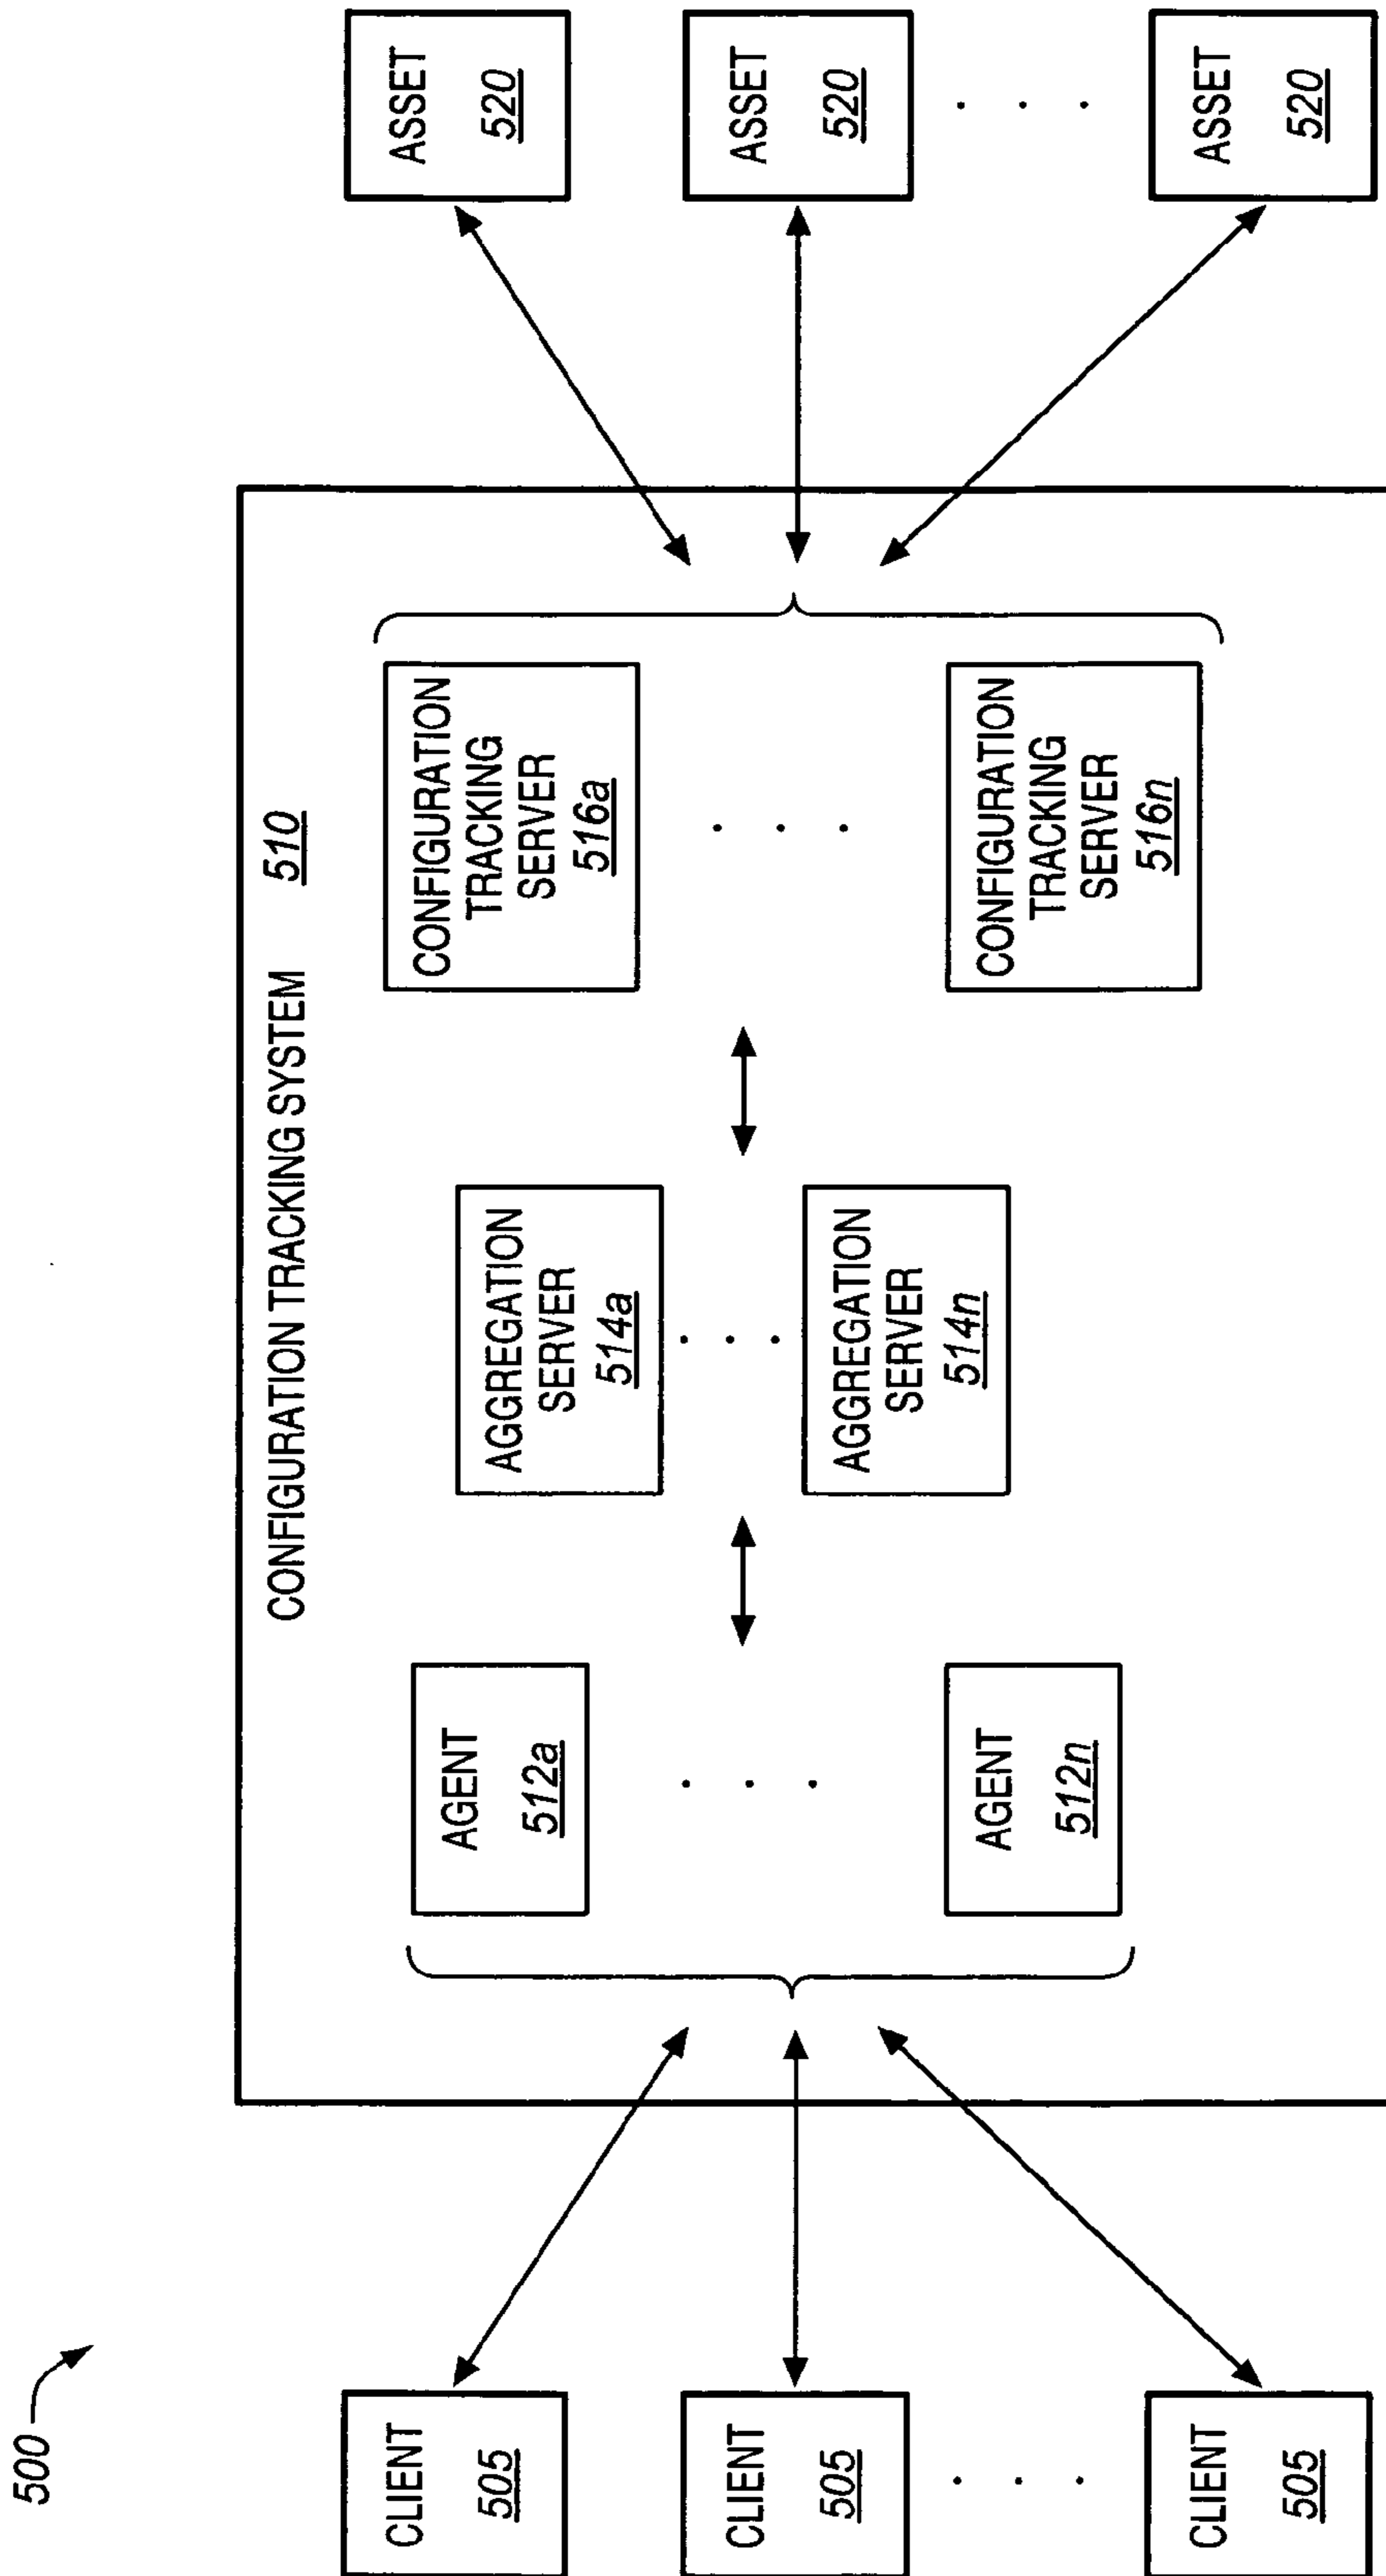 500
CLIENT
505
CLIENT
505
. . .
CLIENT
505
CONFIGURATION TRACKING SYSTEM 510
AGENT
512a
. . .
AGENT
512n
AGGREGATION
SERVER
514a
. . .
AGGREGATION
SERVER
514n
CONFIGURATION
TRACKING
SERVER
516a
. . .
CONFIGURATION
TRACKING
SERVER
516n
ASSET
520
ASSET
520
. . .
ASSET
520